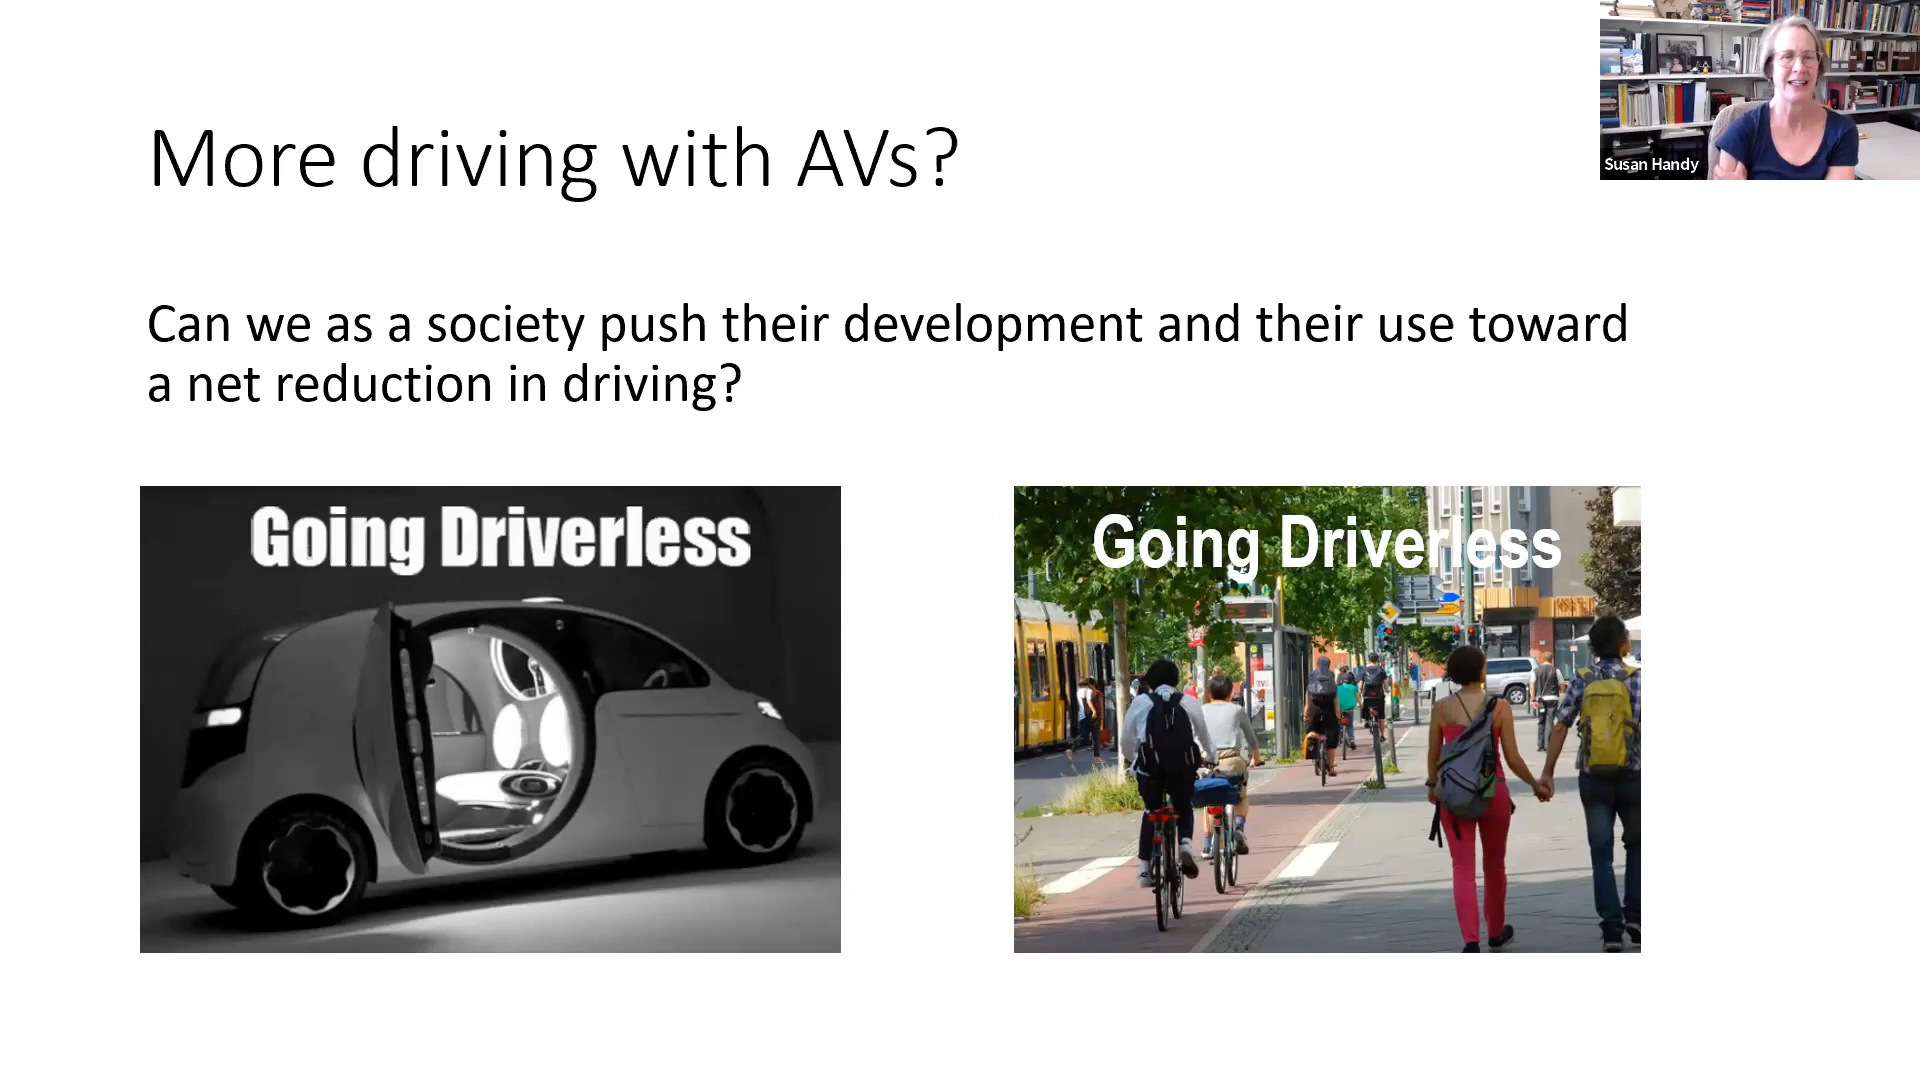 More driving with AVs?
Susan Handy
Can we as a society push their development and their use toward
a net reduction in driving?
Going Driverless
Going Driverless